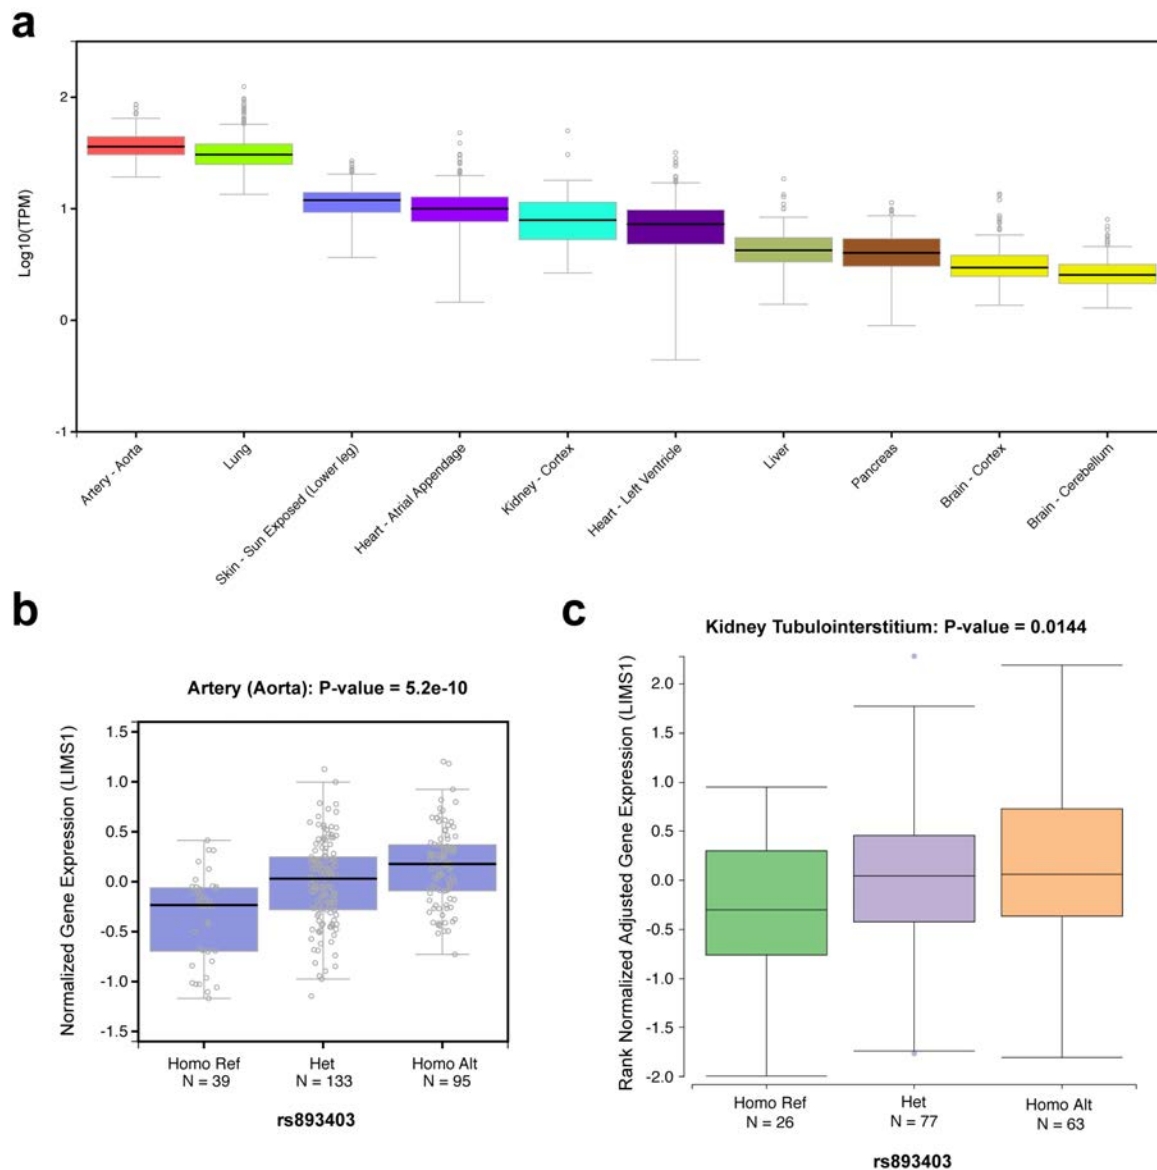 a
Log10(TPM)
2
1
0
-1
Artery - Aorta
Lung
Skin - Sun Exposed (Lower leg)
Heart - Atrial Appendage
Kidney - Cortex
Heart - Left Ventricle
Liver
Pancreas
Brain - Cortex
Brain - Cerebellum
b
Artery (Aorta): P-value = 5.2e-10
Normalized Gene Expression (LIMS1)
1.5
1.0
0.5
0.0
-0.5
-1.0
-1.5
Homo Ref
N = 39
Het
N = 133
Homo Alt
N = 95
rs893403
c
Kidney Tubulointerstitium: P-value = 0.0144
Rank Normalized Adjusted Gene Expression (LIMS1)
2.0
1.5
1.0
0.5
0.0
-0.5
-1.0
-1.5
-2.0
Homo Ref
N = 26
Het
N = 77
Homo Alt
N = 63
rs893403